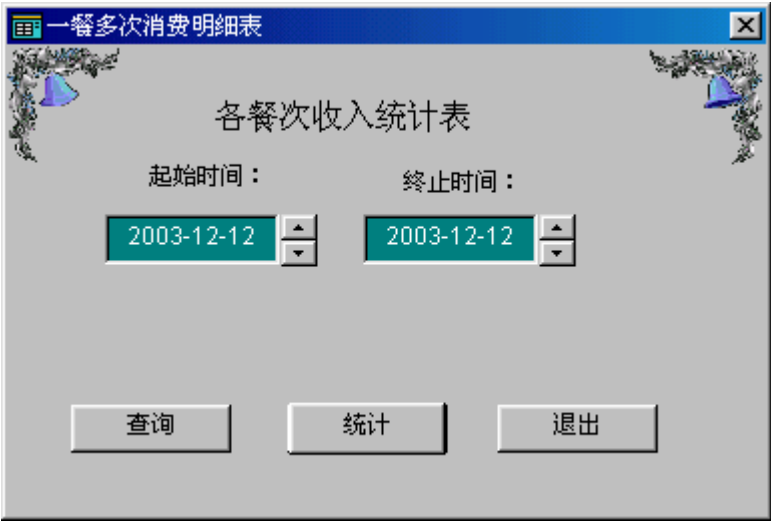 一餐多次消费明细表
各餐次收入统计表
起始时间：
终止时间：
2003-12-12
2003-12-12
查询
统计
退出